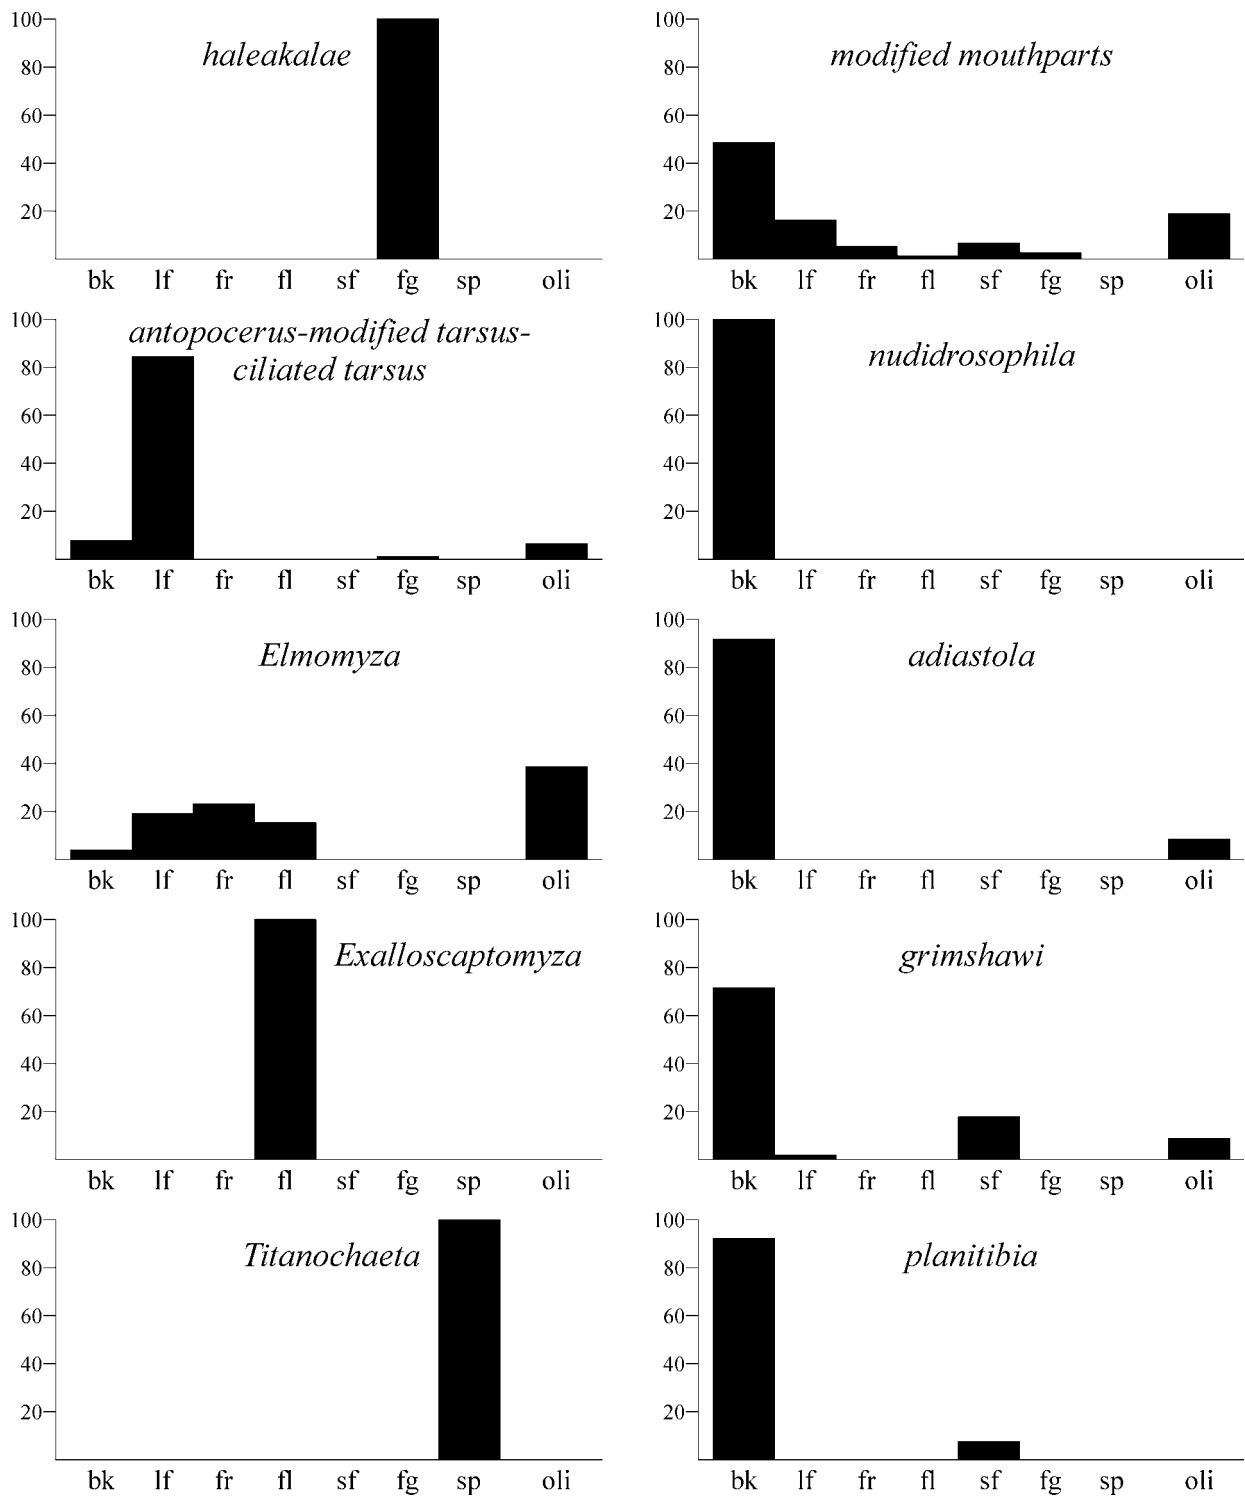 100
80
60
40
20
haleakalae
bk lf fr fl sf fg sp oli
100
80
60
40
20
modified mouthparts
bk lf fr fl sf fg sp oli
100
80
60
40
20
antopocerus-modified tarsus-
ciliated tarsus
bk lf fr fl sf fg sp oli
100
80
60
40
20
nudidrosophila
bk lf fr fl sf fg sp oli
100
80
60
40
20
Elmomyza
bk lf fr fl sf fg sp oli
100
80
60
40
20
adiastola
bk lf fr fl sf fg sp oli
100
80
60
40
20
Exalloscaptomyza
bk lf fr fl sf fg sp oli
100
80
60
40
20
grimshawi
bk lf fr fl sf fg sp oli
100
80
60
40
20
Titanochaeta
bk lf fr fl sf fg sp oli
100
80
60
40
20
planitibia
bk lf fr fl sf fg sp oli